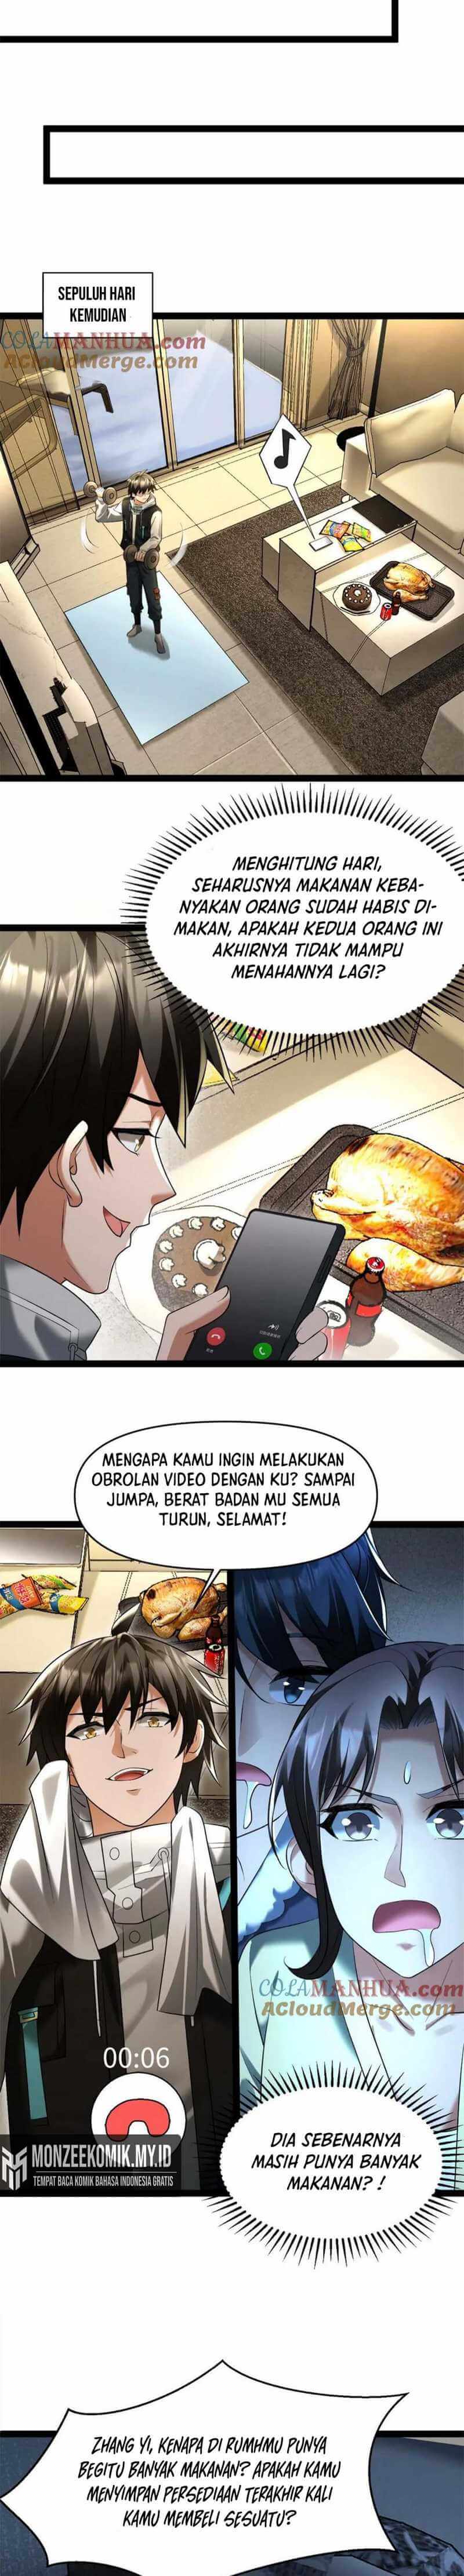 SEPULUH HARI
KEMUDIAN
COLAMANHUA.COM
ACloudMerge.com
MENGHITUNG HARI,
SEHARUSNYA MAKANAN KEBA-
NYAKAN ORANG SUDAH HABIS DI-
MAKAN, APAKAH KEDUA ORANG INI
AKHIRNYA TIDAK MAMPU
MENAHANNYA LAGI?
MENGAPA KAMU INGIN MELAKUKAN
OBROLAN VIDEO DENGAN KU? SAMPAI
JUMPA, BERAT BADAN MU SEMUA
TURUN, SELAMAT!
COLAMANHUA.com
ACloudMerge.com
00:06
MONZEEKOMIK.MY.ID
TEMPAT BACA KOMIK BAHASA INDONESIA GRATIS
DIA SEBENARNYA
MASIH PUNYA BANYAK
MAKANAN?!
ZHANG YI, KENAPA DI RUMHMU PUNYA
BEGITU BANYAK MAKANAN? APAKAH KAMU
MENYIMPAN PERSEDIAAN TERAKHIR KALI
KAMU MEMBELI SESUATU?